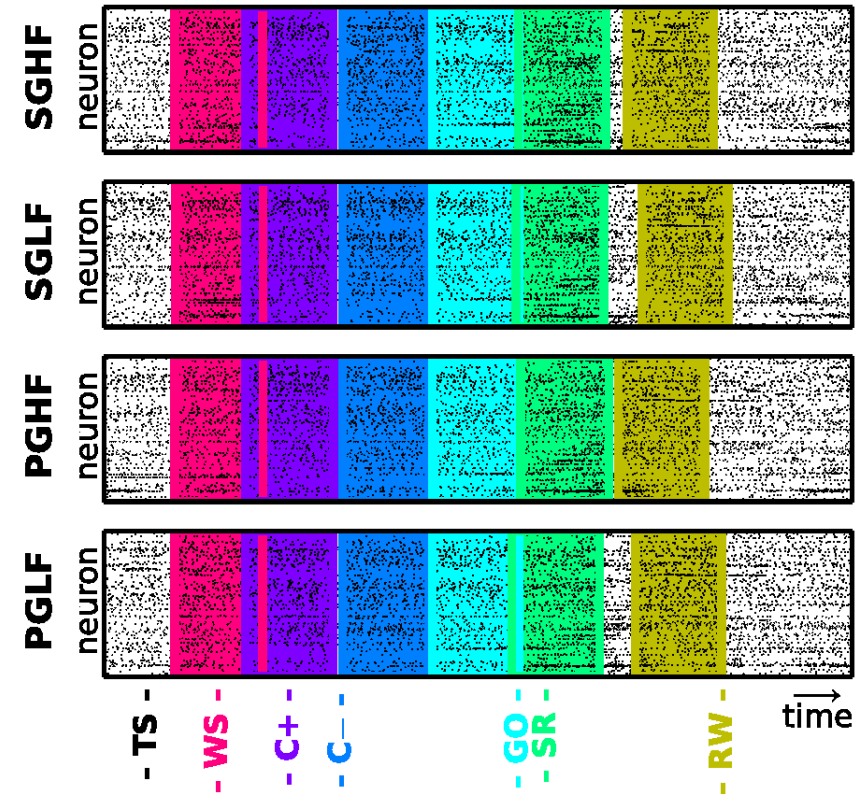 SGHF
neuron
SGLF
neuron
PGHF
neuron
PGLF
neuron
- TS -
- WS -
- C+ -
- C− -
- GO -
- SR -
- RW -
→
time